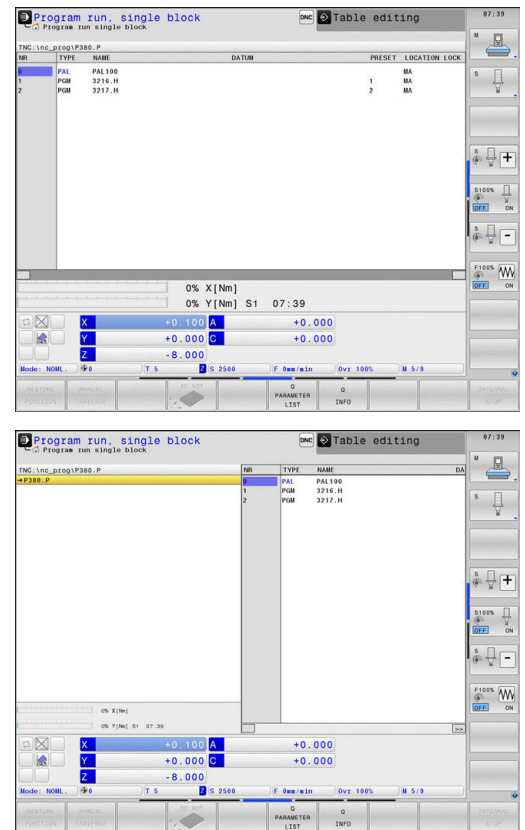 Program run, single block DNC Table editing 07:39
Program run single block
TNC:\nc_prog\P380.P
NR TYPE NAME DATUM PRESET LOCATION LOCK
0 PAL PAL100 MA
1 PGM 3216.H 1 MA
2 PGM 3217.H 2 MA
M
S
S
S100%
OFF ON
S
F100%
OFF ON
0% X[Nm]
0% Y[Nm] S1 07:39
X +0.100 A +0.000
Y +0.000 C +0.000
Z -8.000
Mode: NOML. 0 T 5 Z S 2500 F 0mm/min Ovr 100% M 5/9
RESTORE POSITION
MANUAL TRAVERSE
3D ROT
Q PARAMETER LIST
Q INFO
INTERNAL STOP
Program run, single block DNC Table editing 07:39
Program run single block
TNC:\nc_prog\P380.P NR TYPE NAME DA
P380.P 0 PAL PAL100
1 PGM 3216.H
2 PGM 3217.H
M
S
S
S100%
OFF ON
S
F100%
OFF ON
0% X[Nm]
0% Y[Nm] S1 07:39
>>
X +0.100 A +0.000
Y +0.000 C +0.000
Z -8.000
Mode: NOML. 0 T 5 Z S 2500 F 0mm/min Ovr 100% M 5/9
RESTORE POSITION
MANUAL TRAVERSE
3D ROT
Q PARAMETER LIST
Q INFO
INTERNAL STOP